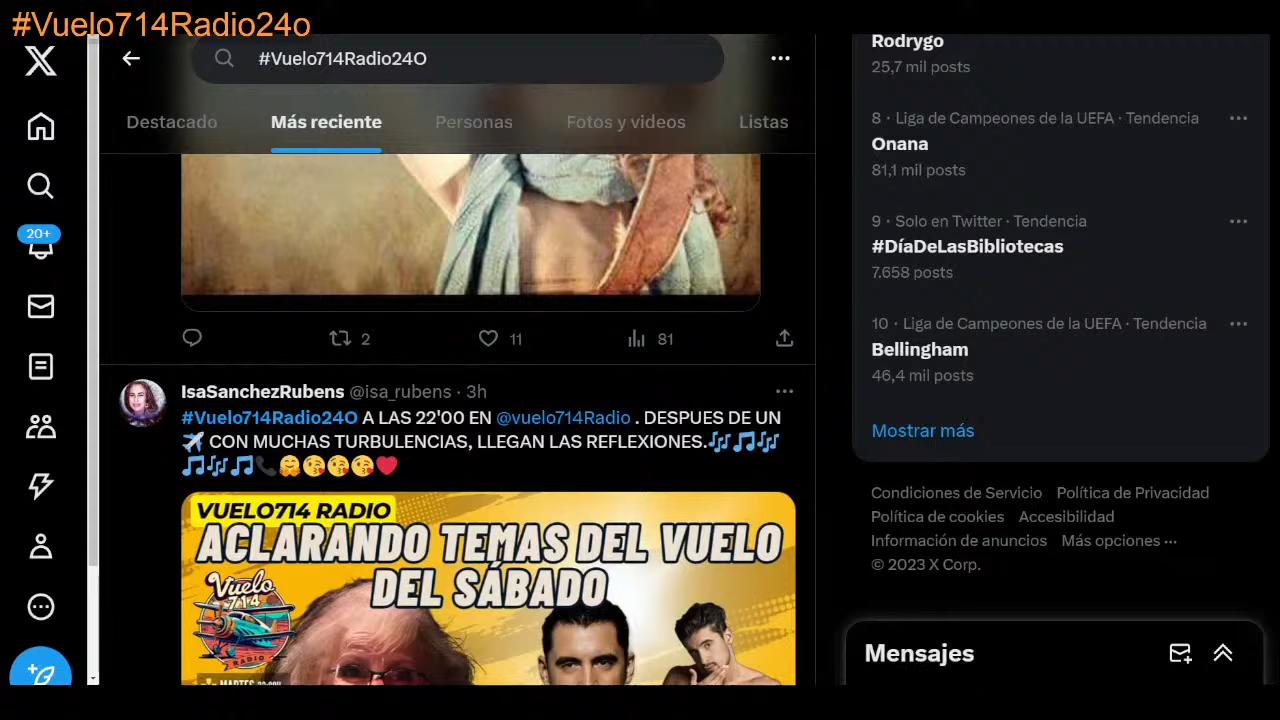 #Vuelo714Radio24o
#Vuelo714Radio24O
Destacado
Más reciente
Personas
Fotos y videos
Listas
20+
2
11
81
IsaSanchezRubens @isa_rubens · 3h
#Vuelo714Radio24O A LAS 22'00 EN @vuelo714Radio . DESPUES DE UN
✈️ CON MUCHAS TURBULENCIAS, LLEGAN LAS REFLEXIONES.🎶🎵🎶
🎵🎶🎵📞🤗😘😘😘❤️
VUELO714 RADIO
ACLARANDO TEMAS DEL VUELO
DEL SÁBADO
Vuelo
714
RADIO
Rodrygo
25,7 mil posts
8 · Liga de Campeones de la UEFA · Tendencia
Onana
81,1 mil posts
9 · Solo en Twitter · Tendencia
#DíaDeLasBibliotecas
7.658 posts
10 · Liga de Campeones de la UEFA · Tendencia
Bellingham
46,4 mil posts
Mostrar más
Condiciones de Servicio Política de Privacidad
Política de cookies Accesibilidad
Información de anuncios Más opciones ···
© 2023 X Corp.
Mensajes